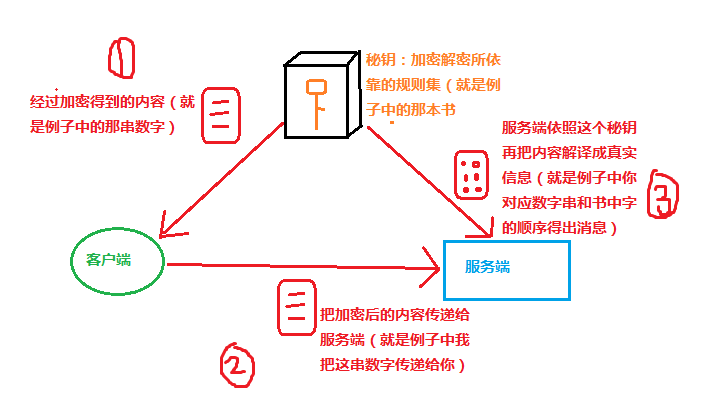 1
秘钥：加密解密所依
靠的规则集（就是例
子中的那本书
经过加密得到的内容（就
是例子中的那串数字）
服务端依照这个秘钥
再把内容解译成真实
信息（就是例子中你
对应数字串和书中字
的顺序得出消息）
3
客户端
服务端
把加密后的内容传递给
服务端（就是例子中我
把这串数字传递给你）
2